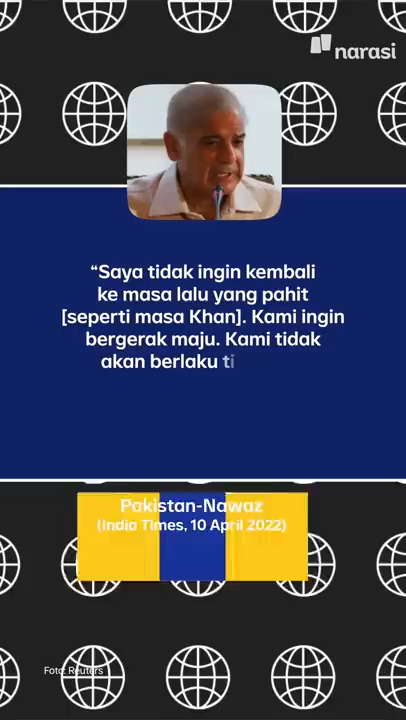 narasi
“Saya tidak ingin kembali
ke masa lalu yang pahit
[seperti masa Khan]. Kami ingin
bergerak maju. Kami tidak
akan berlaku ti
Pakistan-Nawaz
(India Times, 10 April 2022)
Foto: Reuters